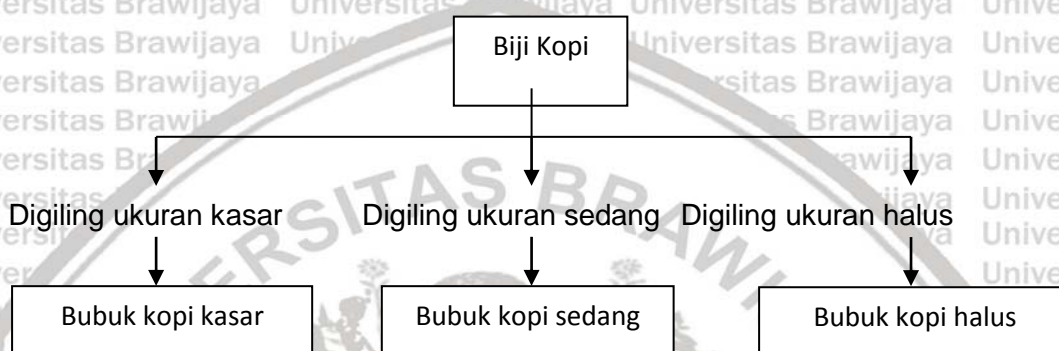 Biji Kopi
Digiling ukuran kasar Digiling ukuran sedang Digiling ukuran halus
Bubuk kopi kasar Bubuk kopi sedang Bubuk kopi halus